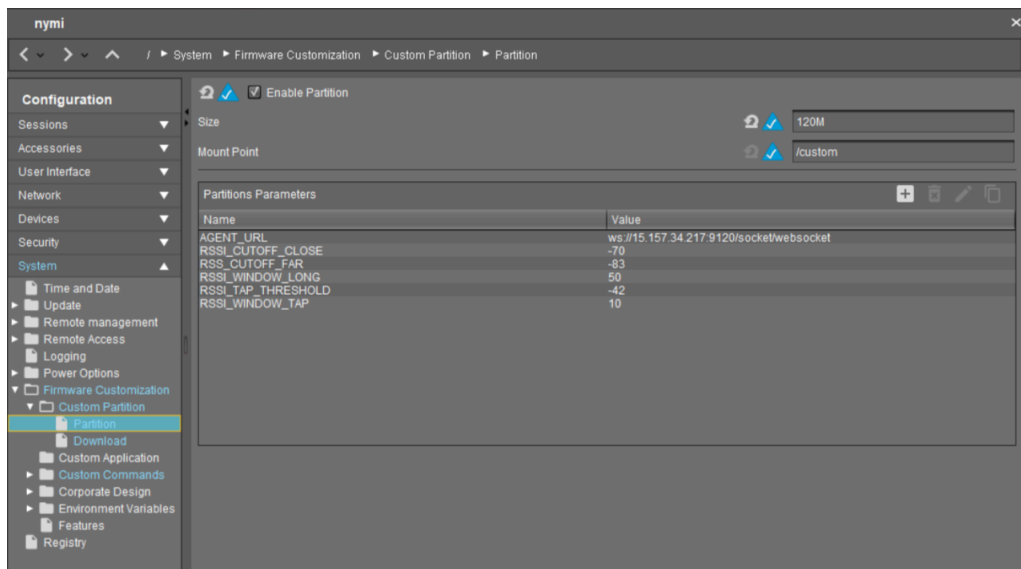 nymi
/ System Firmware Customization Custom Partition Partition
Configuration
Sessions
Accessories
User Interface
Network
Devices
Security
System
Time and Date
Update
Remote management
Remote Access
Logging
Power Options
Firmware Customization
Custom Partition
Partition
Download
Custom Application
Custom Commands
Corporate Design
Environment Variables
Features
Registry
Enable Partition
Size 120M
Mount Point /custom
Partitions Parameters
Name Value
AGENT_URL ws://15.157.34.217:9120/socket/websocket
RSSI_CUTOFF_CLOSE -70
RSS_CUTOFF_FAR -83
RSSI_WINDOW_LONG 50
RSSI_TAP_THRESHOLD -42
RSSI_WINDOW_TAP 10